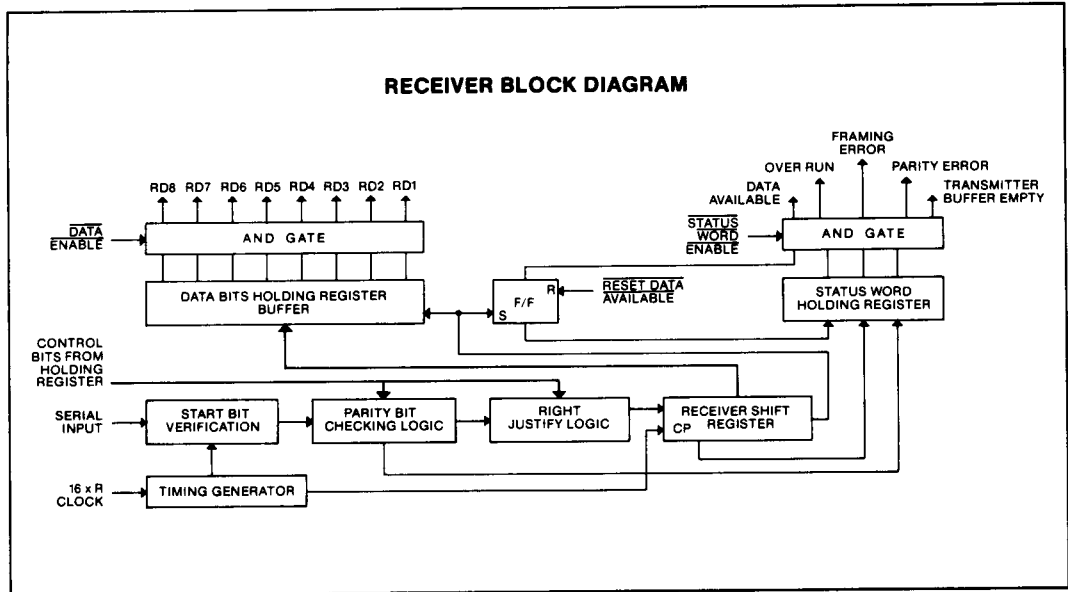 RECEIVER BLOCK DIAGRAM
FRAMING
ERROR
OVER RUN
PARITY ERROR
DATA
AVAILABLE
TRANSMITTER
BUFFER EMPTY
RD8 RD7 RD6 RD5 RD4 RD3 RD2 RD1
DATA
ENABLE
AND GATE
STATUS
WORD
ENABLE
AND GATE
DATA BITS HOLDING REGISTER
BUFFER
F/F
R
S
RESET DATA
AVAILABLE
STATUS WORD
HOLDING REGISTER
CONTROL
BITS FROM
HOLDING
REGISTER
SERIAL
INPUT
START BIT
VERIFICATION
PARITY BIT
CHECKING LOGIC
RIGHT
JUSTIFY LOGIC
RECEIVER SHIFT
REGISTER
CP
16 x R
CLOCK
TIMING GENERATOR